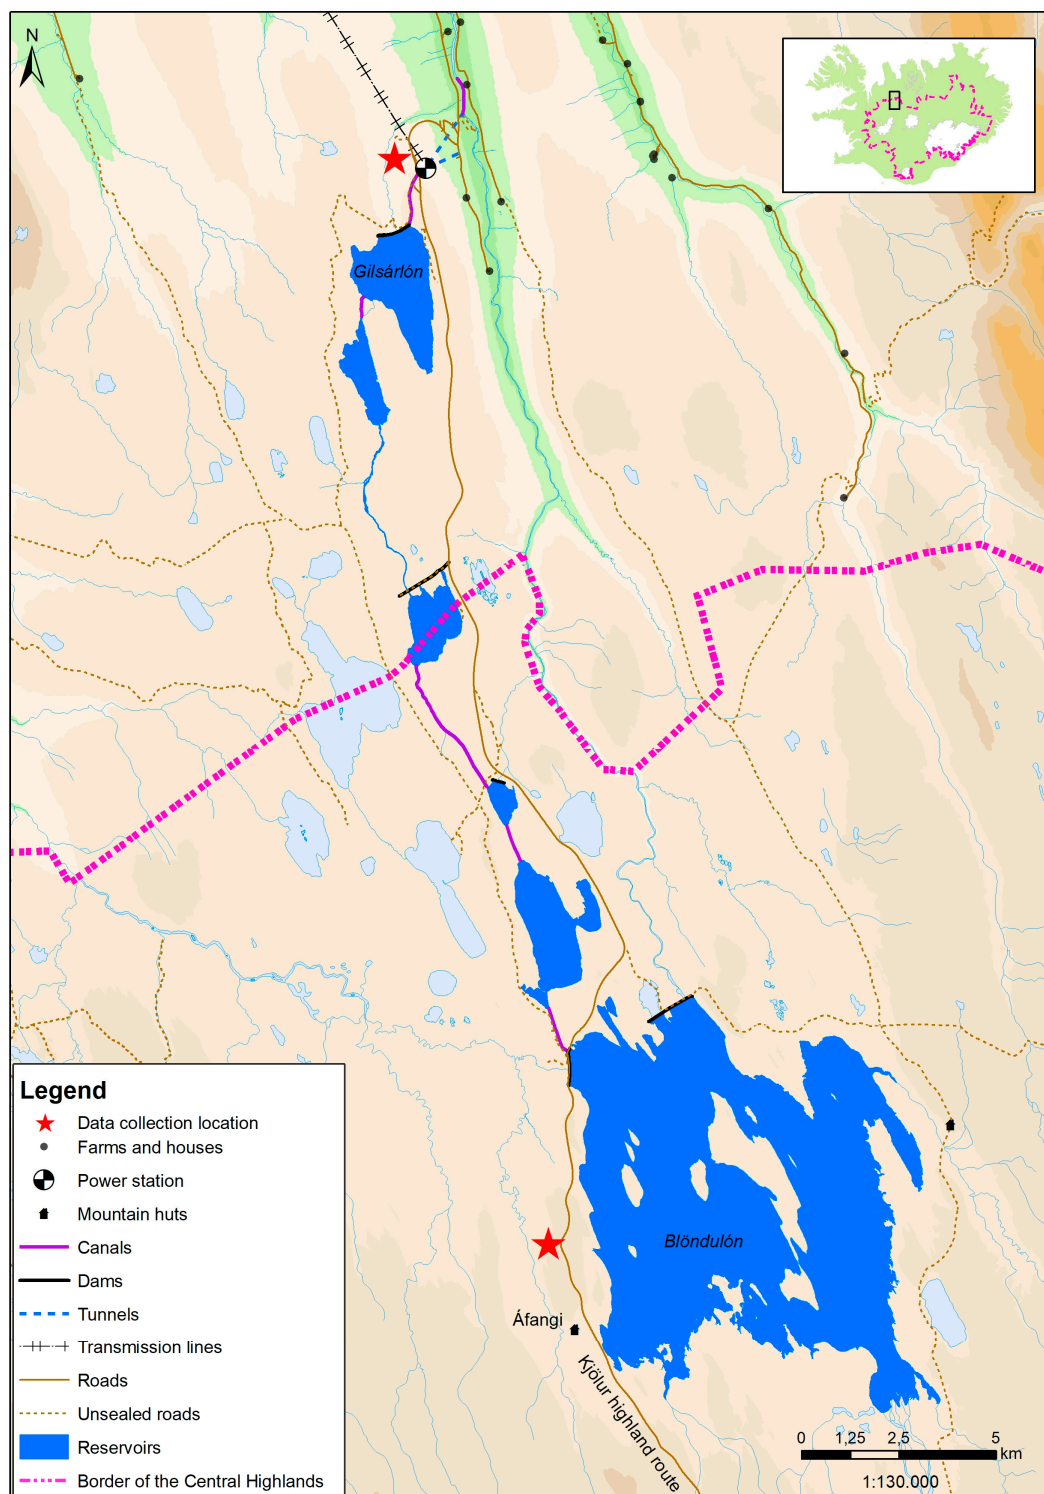 N
Gilsárlón
Blöndulón
Áfangi
Kjölur highland route
Legend
Data collection location
Farms and houses
Power station
Mountain huts
Canals
Dams
Tunnels
Transmission lines
Roads
Unsealed roads
Reservoirs
Border of the Central Highlands
0 1,25 2,5 5
km
1:130.000